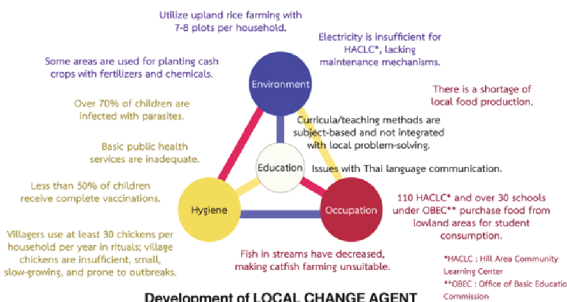 Utilize upland rice farming with
7-8 plots per household.
Electricity is insufficient for
HACLC*, lacking
maintenance mechanisms.
Some areas are used for planting cash
crops with fertilizers and chemicals.
Environment
There is a shortage of
local food production.
Over 70% of children are
infected with parasites.
Curricula/teaching methods are
subject-based and not integrated
with local problem-solving.
Basic public health
services are inadequate.
Education
Issues with Thai language communication.
Less than 50% of children
receive complete vaccinations.
Hygiene
Occupation
110 HACLC* and over 30 schools
under OBEC** purchase food from
lowland areas for student
consumption.
Villagers use at least 30 chickens per
household per year in rituals; village
chickens are insufficient, small,
slow-growing, and prone to outbreaks.
Fish in streams have decreased,
making catfish farming unsuitable.
*HACLC : Hill Area Community
Learning Center
**OBEC : Office of Basic Educatio
Commission
Development of LOCAL CHANGE AGENT